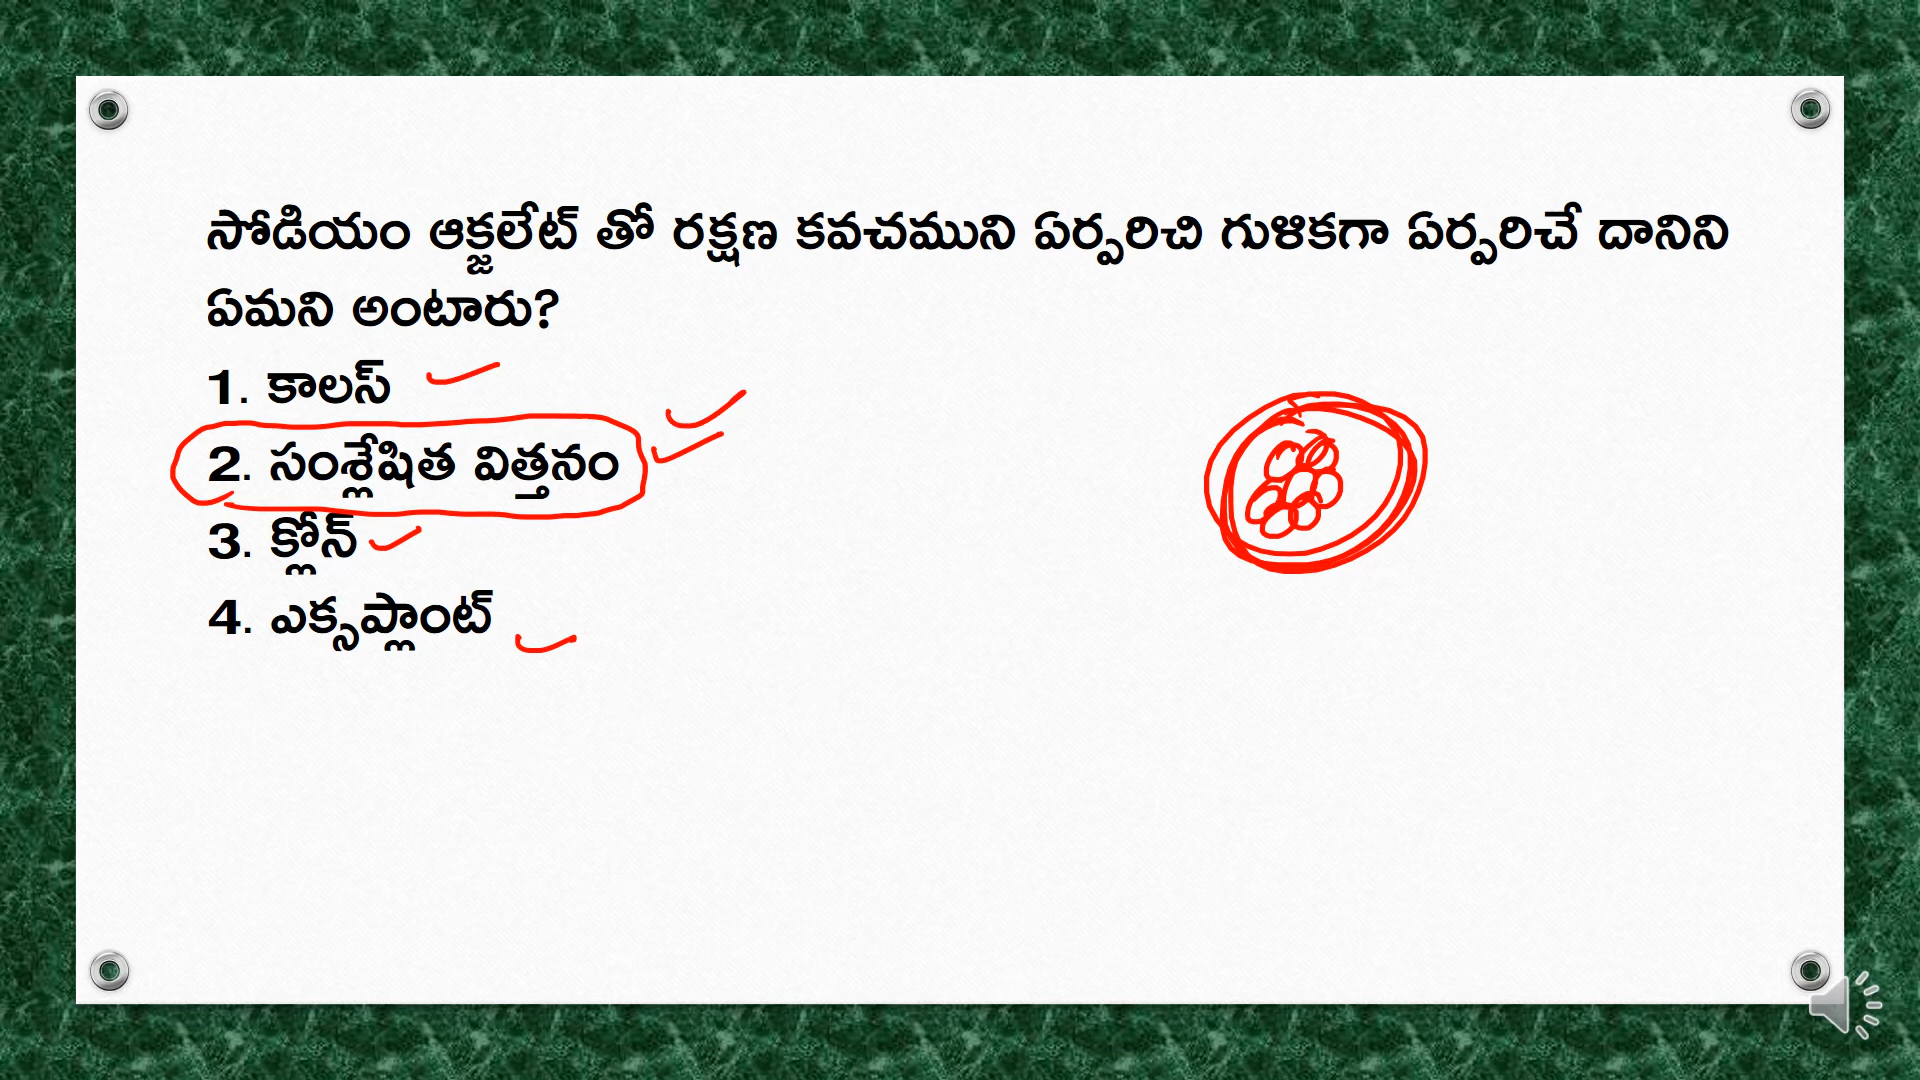 సోడియం ఆక్జలేట్ తో రక్షణ కవచముని ఏర్పరిచి గుళికగా ఏర్పరిచే దానిని
ఏమని అంటారు?
1. కాలస్
2. సంశ్లేషిత విత్తనం
3. క్లోన్
4. ఎక్సప్లాంట్